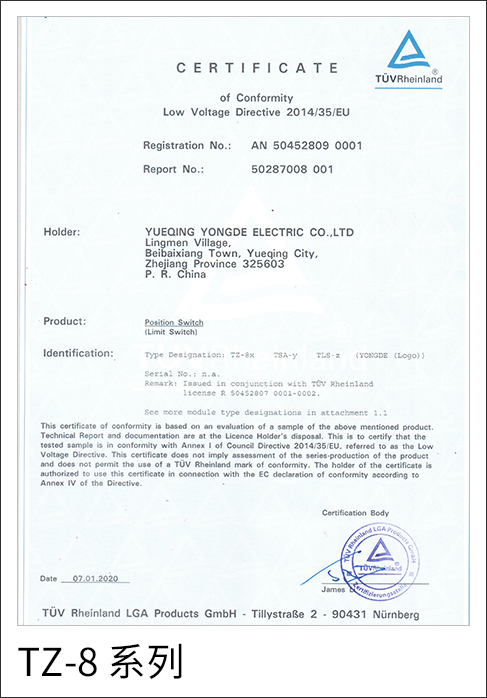 TÜVRheinland®
CERTIFICATE
of Conformity
Low Voltage Directive 2014/35/EU
Registration No.: AN 50452809 0001
Report No.: 50287008 001
Holder: YUEQING YONGDE ELECTRIC CO.,LTD
Lingmen Village,
Beibaixiang Town, Yueqing City,
Zhejiang Province 325603
P. R. China
Product: Position Switch
(Limit Switch)
Identification: Type Designation: TZ-8x TSA-y TLS-z (YONGDE (Logo))
Serial No.: n.a.
Remark: Issued in conjunction with TÜV Rheinland
license R 50452807 0001-0002.
See more module type designations in attachment 1.1
This certificate of conformity is based on an evaluation of a sample of the above mentioned product.
Technical Report and documentation are at the Licence Holder's disposal. This is to certify that the
tested sample is in conformity with Annex I of Council Directive 2014/35/EU, referred to as the Low
Voltage Directive. This certificate does not imply assessment of the series-production of the product
and does not permit the use of a TÜV Rheinland mark of conformity. The holder of the certificate is
authorized to use this certificate in connection with the EC declaration of conformity according to
Annex IV of the Directive.
Certification Body
TÜV Rheinland LGA Products GmbH
TÜVRheinland
Zertifizierungsstelle
Date 07.01.2020
James
TÜV Rheinland LGA Products GmbH - Tillystraße 2 - 90431 Nürnberg
TZ-8 系列